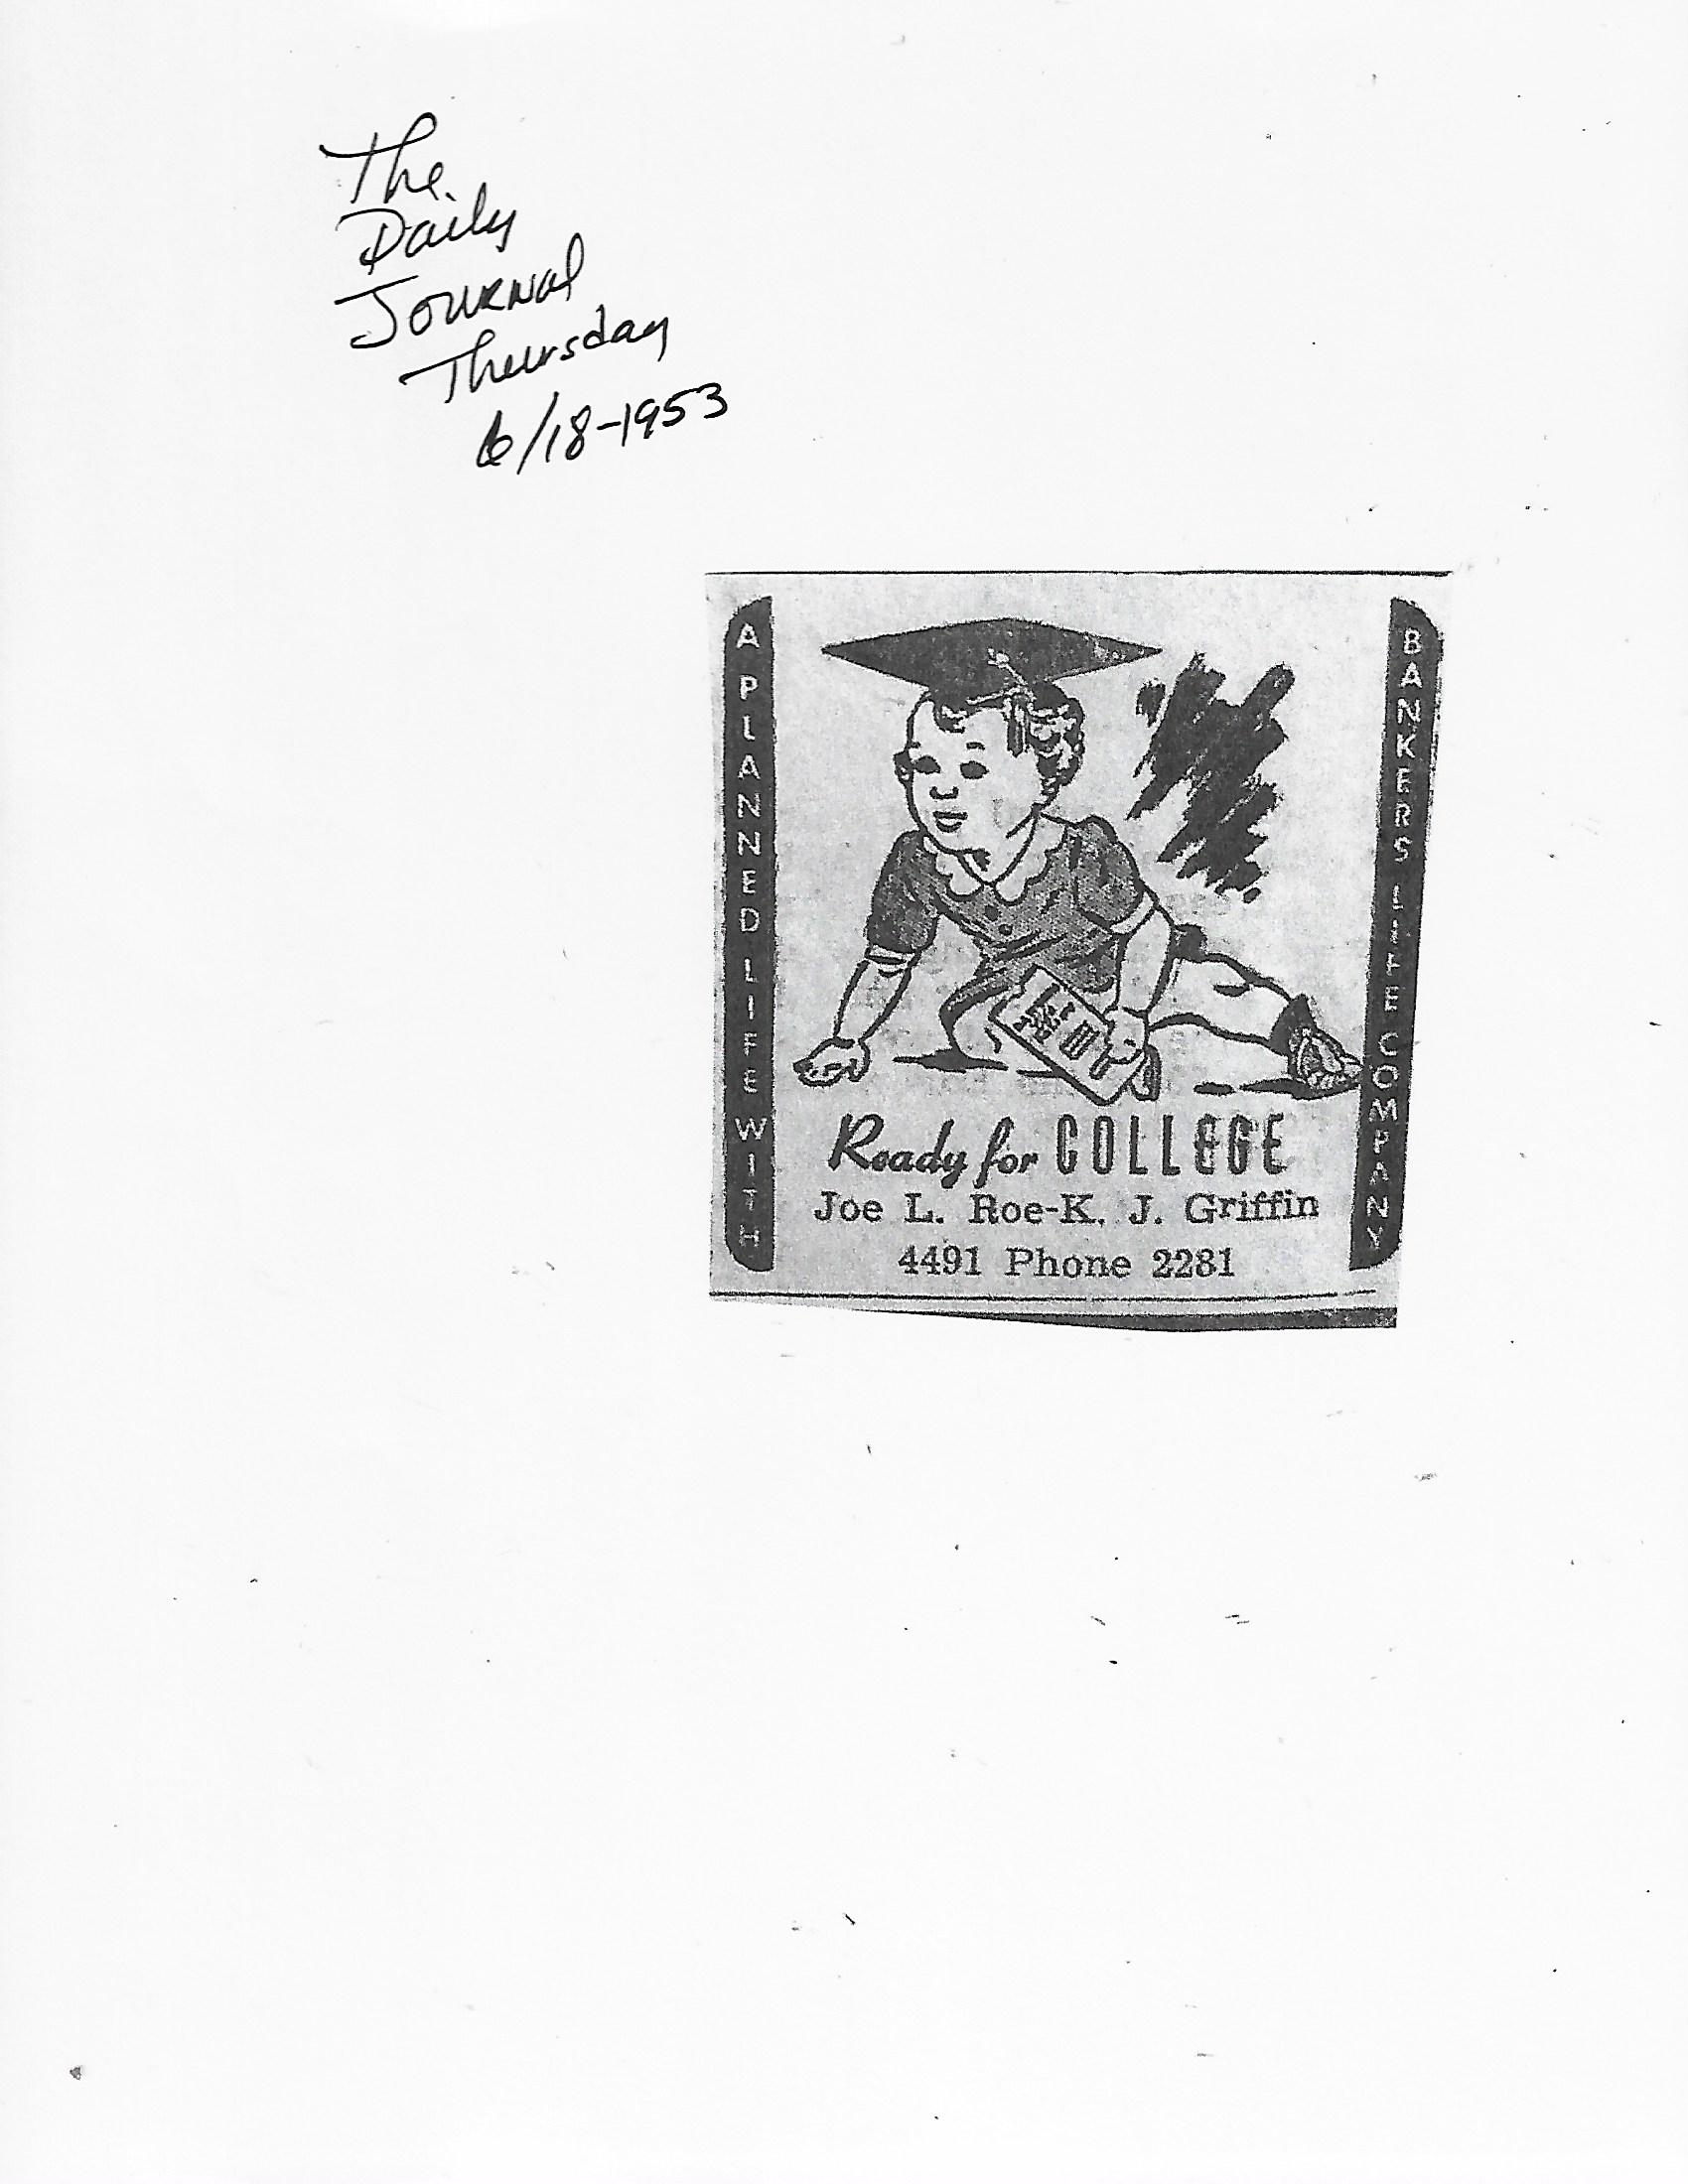 The
Daily
Journal
Thursday
6/18-1953
A PLANNED LIFE WITH
BANKERS LIFE COMPANY
Ready for COLLEGE
Joe L. Roe-K. J. Griffin
4491 Phone 2281